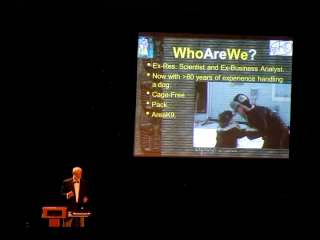 WhoAreWe?
• Ex-Res. Scientist and Ex-Business Analyst.
• Now with >80 years of experience handling
a dog.
• Cage-Free
• Pack
• AreaK9.